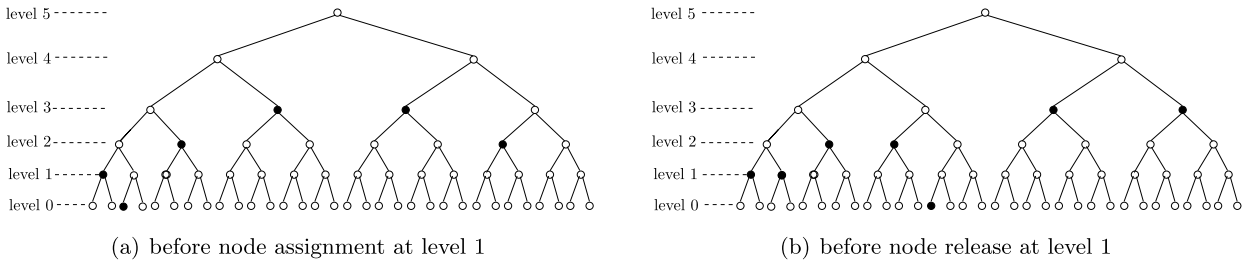 level 5
level 4
level 3
level 2
level 1
level 0
(a) before node assignment at level 1
level 5
level 4
level 3
level 2
level 1
level 0
(b) before node release at level 1